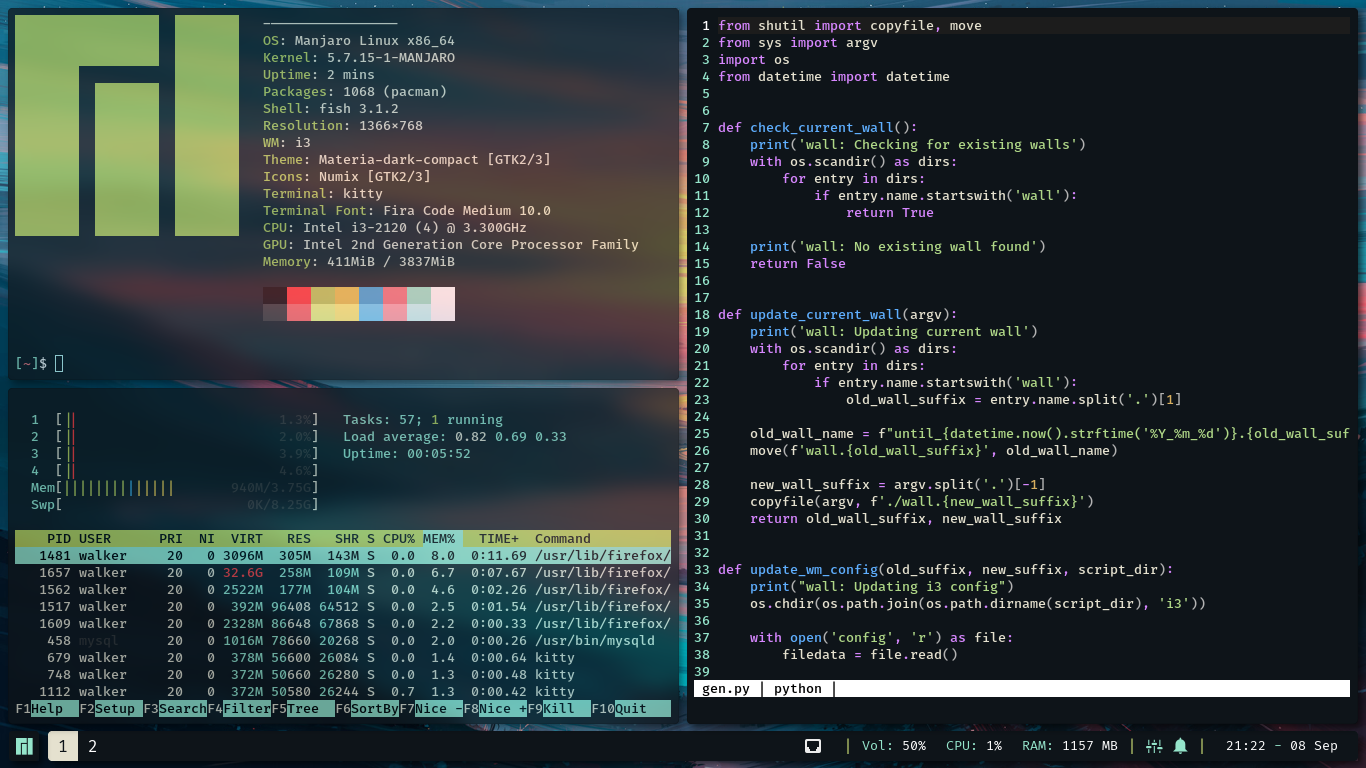 OS: Manjaro Linux x86_64
Kernel: 5.7.15-1-MANJARO
Uptime: 2 mins
Packages: 1068 (pacman)
Shell: fish 3.1.2
Resolution: 1366×768
WM: i3
Theme: Materia-dark-compact [GTK2/3]
Icons: Numix [GTK2/3]
Terminal: kitty
Terminal Font: Fira Code Medium 10.0
CPU: Intel i3-2120 (4) @ 3.300GHz
GPU: Intel 2nd Generation Core Processor Family
Memory: 411MiB / 3837MiB
[~]$
1 [|| 1.3%] Tasks: 57; 1 running
2 [|| 2.0%] Load average: 0.82 0.69 0.33
3 [|| 3.9%] Uptime: 00:05:52
4 [|| 4.6%]
Mem[|||||||||||||| 940M/3.75G]
Swp[ 0K/8.25G]
PID USER PRI NI VIRT RES SHR S CPU% MEM% TIME+ Command
1481 walker 20 0 3096M 305M 143M S 0.0 8.0 0:11.69 /usr/lib/firefox/
1657 walker 20 0 32.6G 258M 109M S 0.0 6.7 0:07.67 /usr/lib/firefox/
1562 walker 20 0 2522M 177M 104M S 0.0 4.6 0:02.26 /usr/lib/firefox/
1517 walker 20 0 392M 96408 64512 S 0.0 2.5 0:01.54 /usr/lib/firefox/
1609 walker 20 0 2328M 86648 67868 S 0.0 2.2 0:00.33 /usr/lib/firefox/
458 mysql 20 0 1016M 78660 20268 S 0.0 2.0 0:00.26 /usr/bin/mysqld
679 walker 20 0 378M 56600 26084 S 0.0 1.4 0:00.64 kitty
748 walker 20 0 372M 50660 26280 S 0.0 1.3 0:00.48 kitty
1112 walker 20 0 372M 50580 26244 S 0.7 1.3 0:00.42 kitty
F1Help F2Setup F3SearchF4FilterF5Tree F6SortByF7Nice -F8Nice +F9Kill F10Quit
1 from shutil import copyfile, move
2 from sys import argv
3 import os
4 from datetime import datetime
5
6
7 def check_current_wall():
8     print('wall: Checking for existing walls')
9     with os.scandir() as dirs:
10         for entry in dirs:
11             if entry.name.startswith('wall'):
12                 return True
13
14     print('wall: No existing wall found')
15     return False
16
17
18 def update_current_wall(argv):
19     print('wall: Updating current wall')
20     with os.scandir() as dirs:
21         for entry in dirs:
22             if entry.name.startswith('wall'):
23                 old_wall_suffix = entry.name.split('.')[1]
24
25     old_wall_name = f"until_{datetime.now().strftime('%Y_%m_%d')}.{old_wall_suf
26     move(f'wall.{old_wall_suffix}', old_wall_name)
27
28     new_wall_suffix = argv.split('.')[-1]
29     copyfile(argv, f'./wall.{new_wall_suffix}')
30     return old_wall_suffix, new_wall_suffix
31
32
33 def update_wm_config(old_suffix, new_suffix, script_dir):
34     print("wall: Updating i3 config")
35     os.chdir(os.path.join(os.path.dirname(script_dir), 'i3'))
36
37     with open('config', 'r') as file:
38         filedata = file.read()
39
gen.py | python |
1 2 | Vol: 50% CPU: 1% RAM: 1157 MB | | 21:22 - 08 Sep